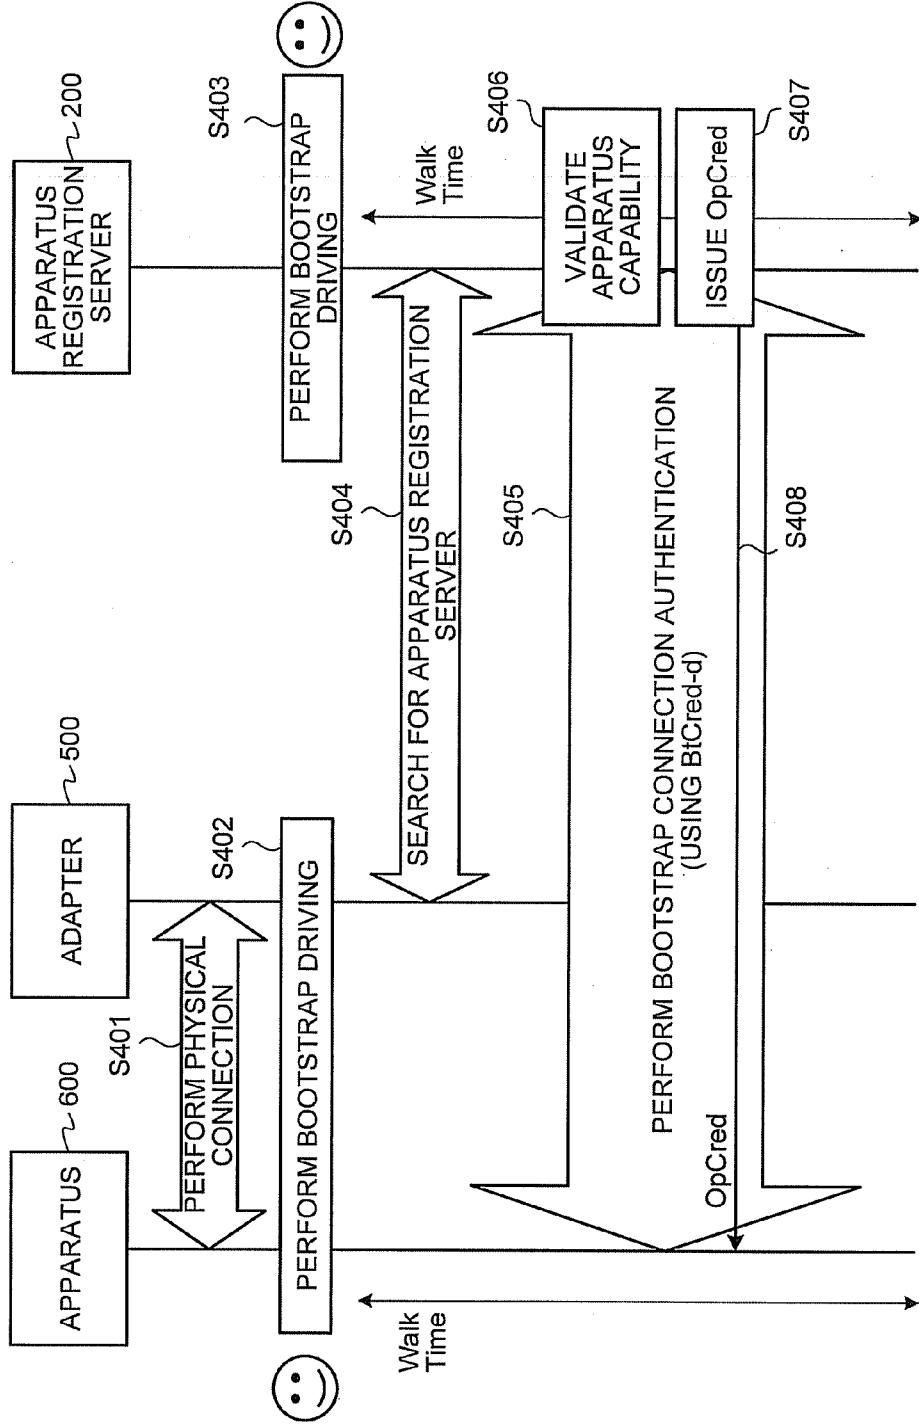 APPARATUS
600
ADAPTER
500
APPARATUS
REGISTRATION
SERVER
200
S401
PERFORM PHYSICAL
CONNECTION
S402
PERFORM BOOTSTRAP DRIVING
S403
PERFORM BOOTSTRAP
DRIVING
Walk
Time
Walk
Time
S404
SEARCH FOR APPARATUS REGISTRATION
SERVER
S405
S406
VALIDATE
APPARATUS
CAPABILITY
PERFORM BOOTSTRAP CONNECTION AUTHENTICATION
(USING BtCred-d)
ISSUE OpCred
S407
OpCred
S408